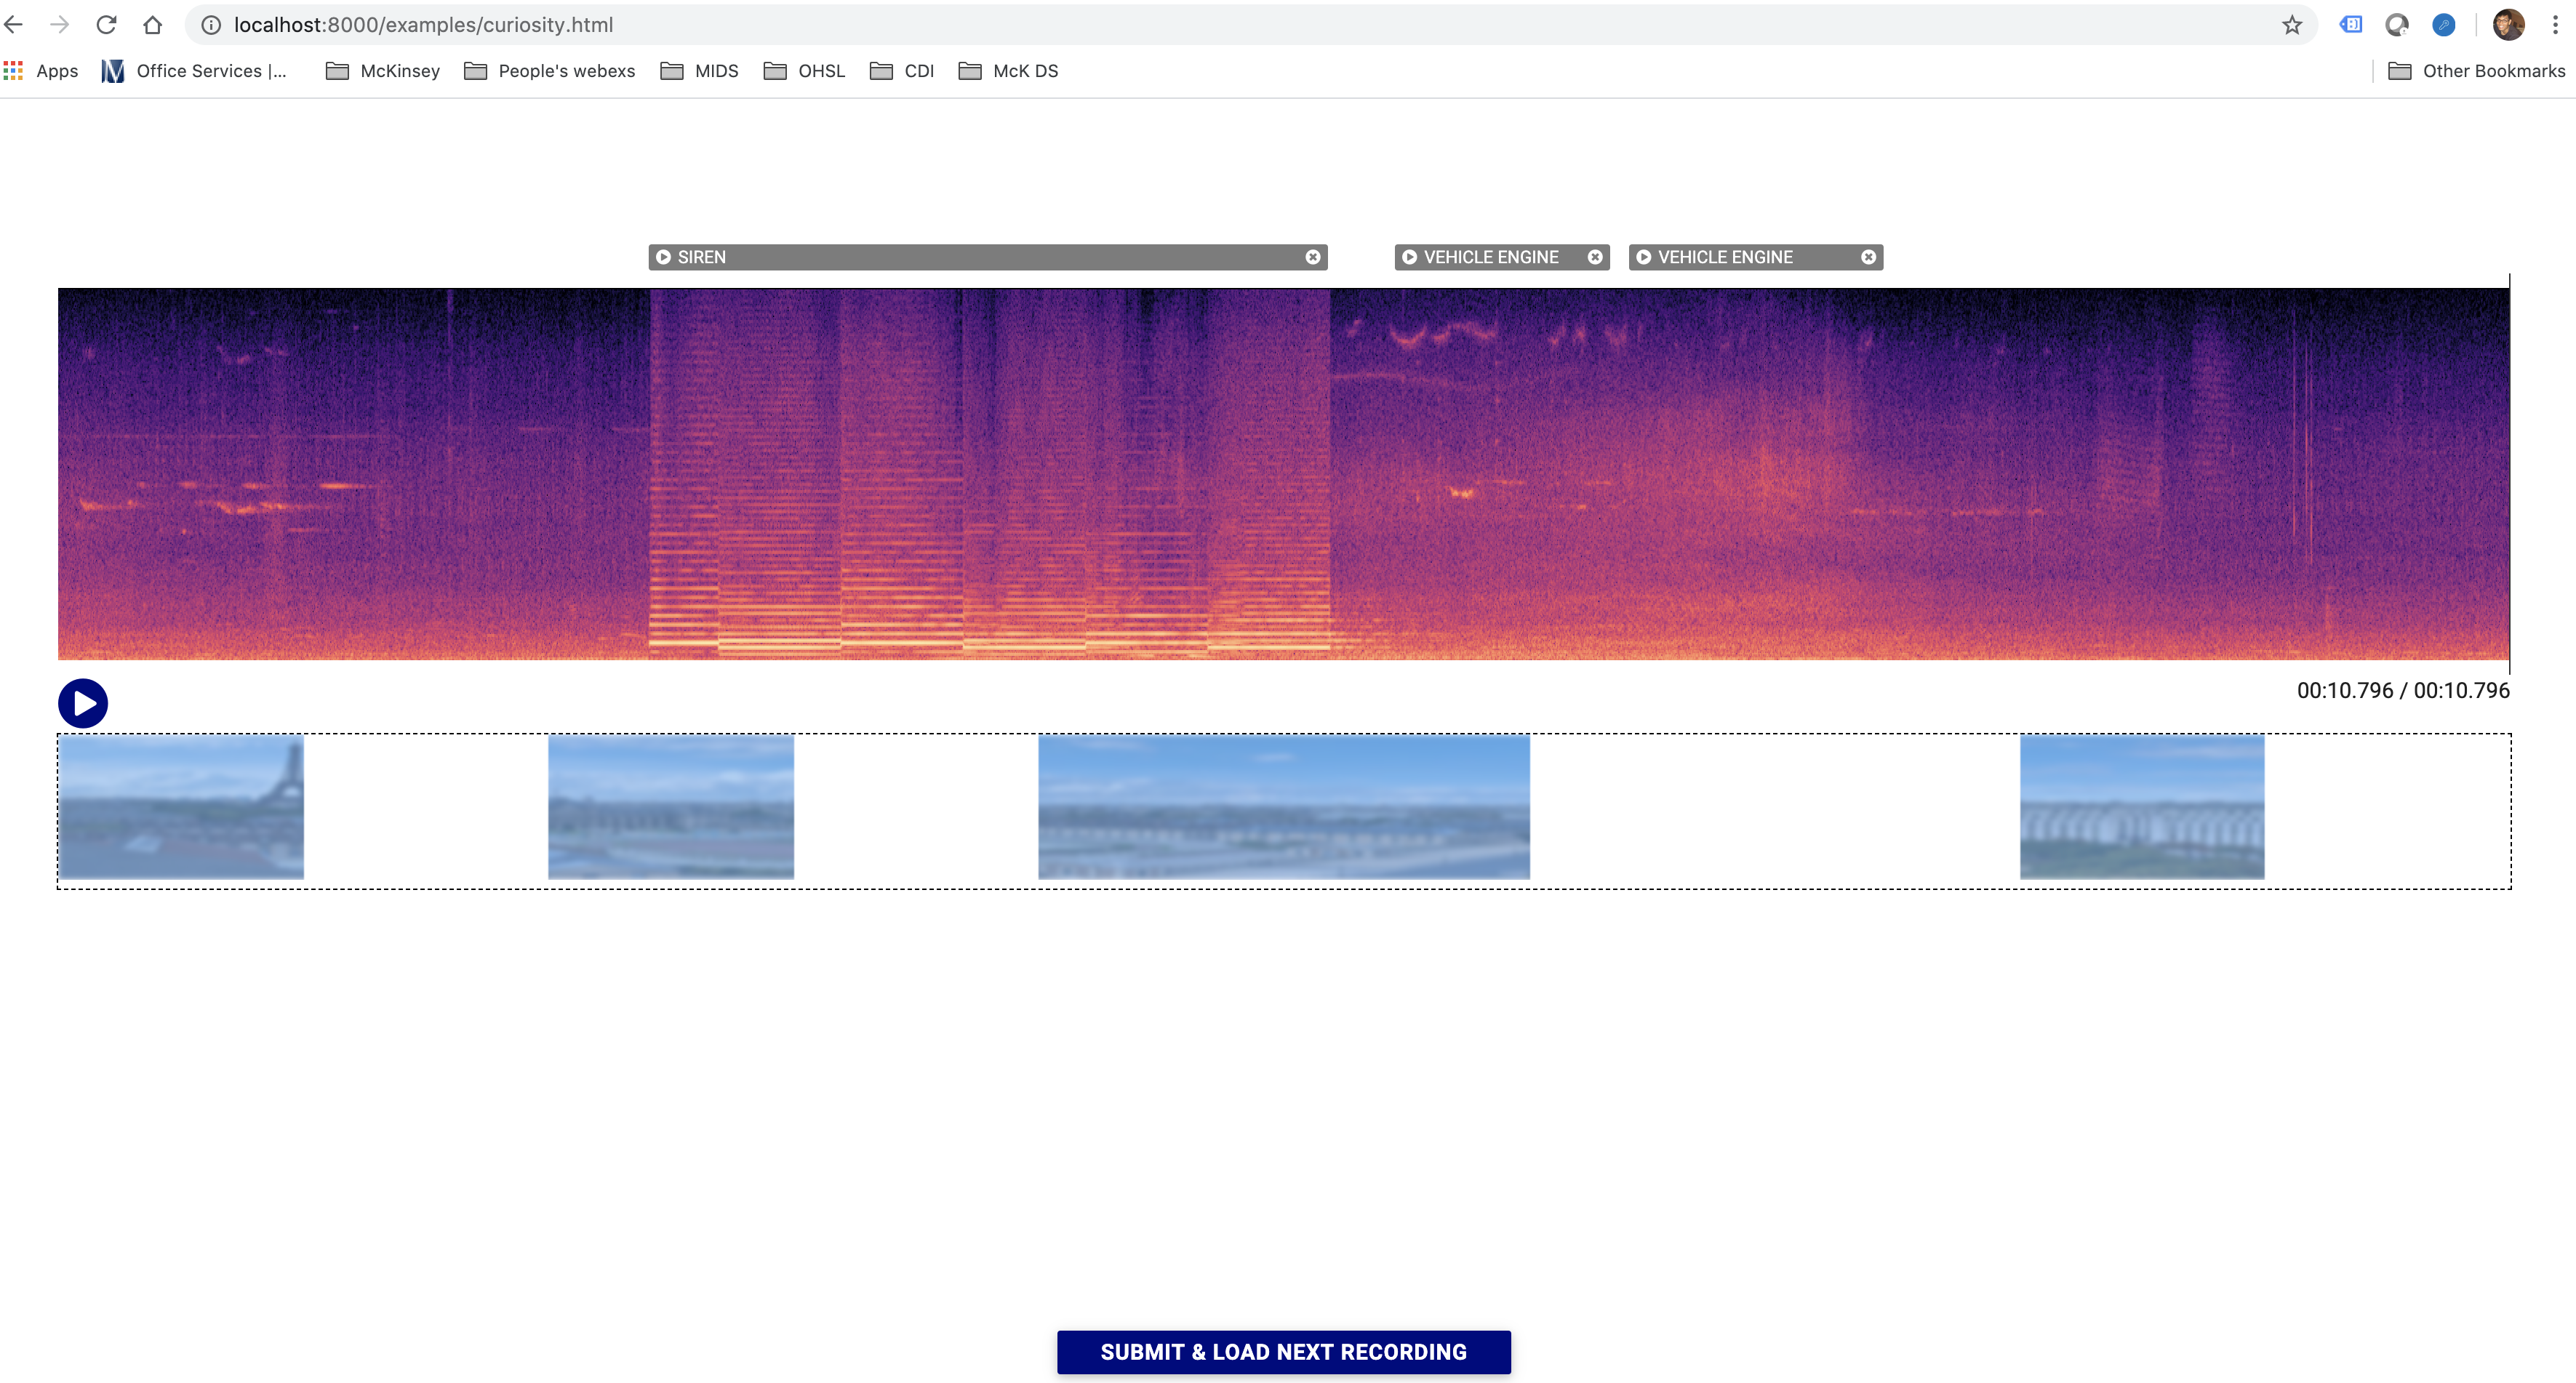 localhost:8000/examples/curiosity.html
Apps Office Services |... McKinsey People's webexs MIDS OHSL CDI McK DS Other Bookmarks
SIREN VEHICLE ENGINE VEHICLE ENGINE
00:10.796 / 00:10.796
SUBMIT & LOAD NEXT RECORDING